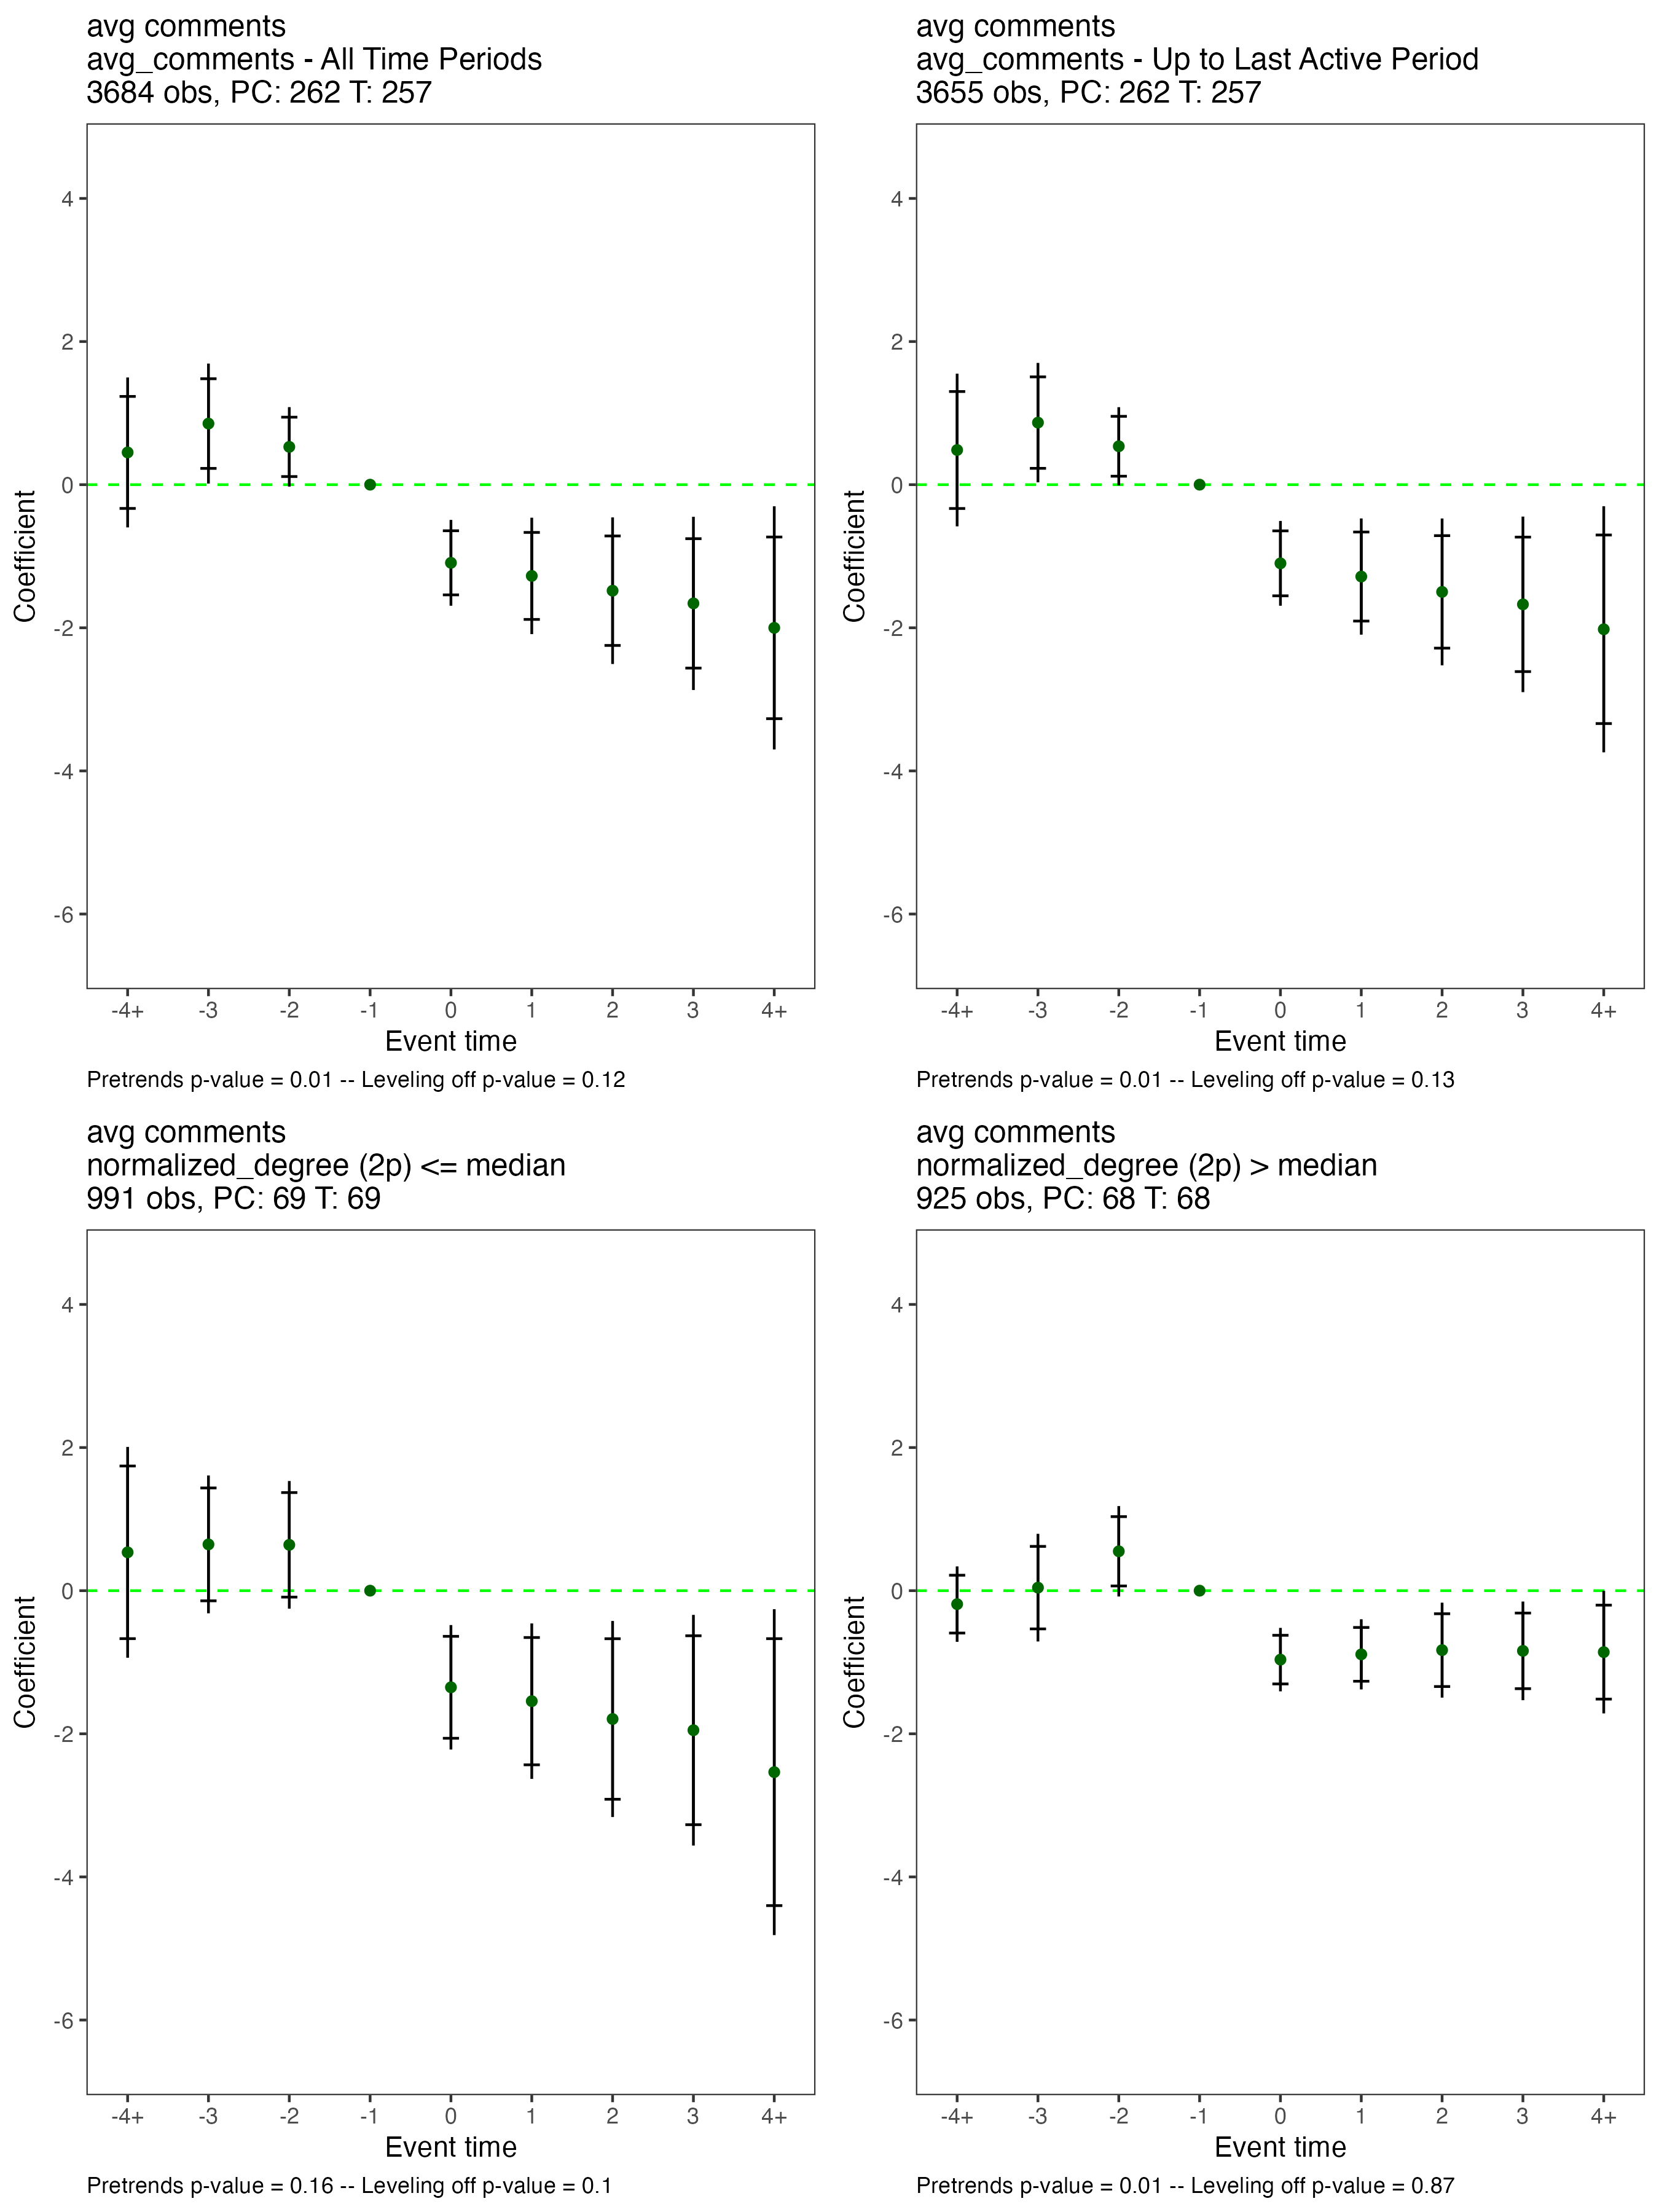 avg comments
avg_comments - All Time Periods
3684 obs, PC: 262 T: 257
Coefficient
4
2
0
-2
-4
-6
-4+ -3 -2 -1 0 1 2 3 4+
Event time
Pretrends p-value = 0.01 -- Leveling off p-value = 0.12
avg comments
avg_comments - Up to Last Active Period
3655 obs, PC: 262 T: 257
Coefficient
4
2
0
-2
-4
-6
-4+ -3 -2 -1 0 1 2 3 4+
Event time
Pretrends p-value = 0.01 -- Leveling off p-value = 0.13
avg comments
normalized_degree (2p) <= median
991 obs, PC: 69 T: 69
Coefficient
4
2
0
-2
-4
-6
-4+ -3 -2 -1 0 1 2 3 4+
Event time
Pretrends p-value = 0.16 -- Leveling off p-value = 0.1
avg comments
normalized_degree (2p) > median
925 obs, PC: 68 T: 68
Coefficient
4
2
0
-2
-4
-6
-4+ -3 -2 -1 0 1 2 3 4+
Event time
Pretrends p-value = 0.01 -- Leveling off p-value = 0.87